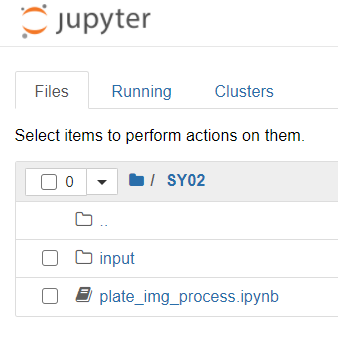 jupyter
Files Running Clusters
Select items to perform actions on them.
0 / SY02
..
input
plate_img_process.ipynb